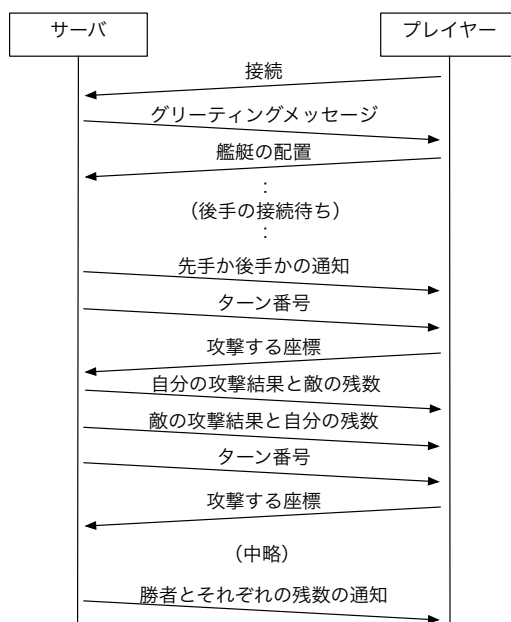 サーバ
プレイヤー
接続
グリーティングメッセージ
艦艇の配置
:
(後手の接続待ち)
:
先手か後手かの通知
ターン番号
攻撃する座標
自分の攻撃結果と敵の残数
敵の攻撃結果と自分の残数
ターン番号
攻撃する座標
(中略)
勝者とそれぞれの残数の通知